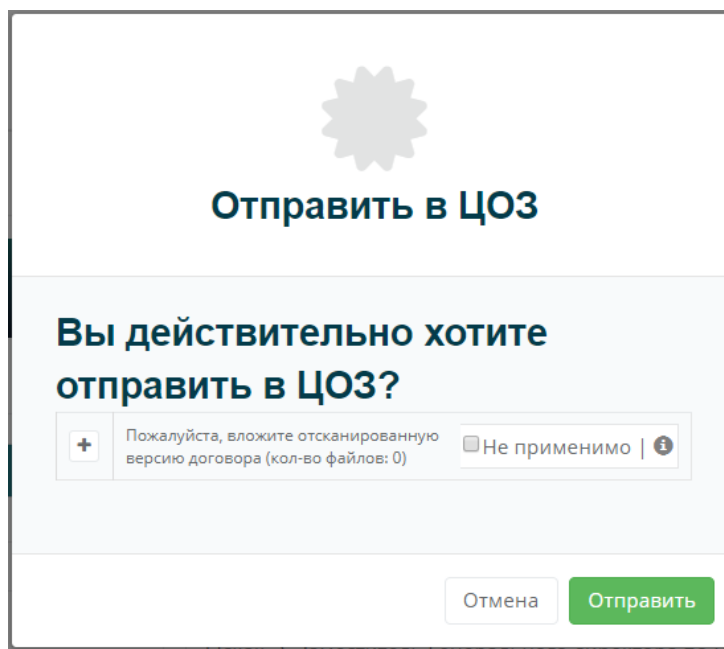 Отправить в ЦОЗ
Вы действительно хотите
отправить в ЦОЗ?
+ Пожалуйста, вложите отсканированную
версию договора (кол-во файлов: 0)
Не применимо |
Отмена Отправить